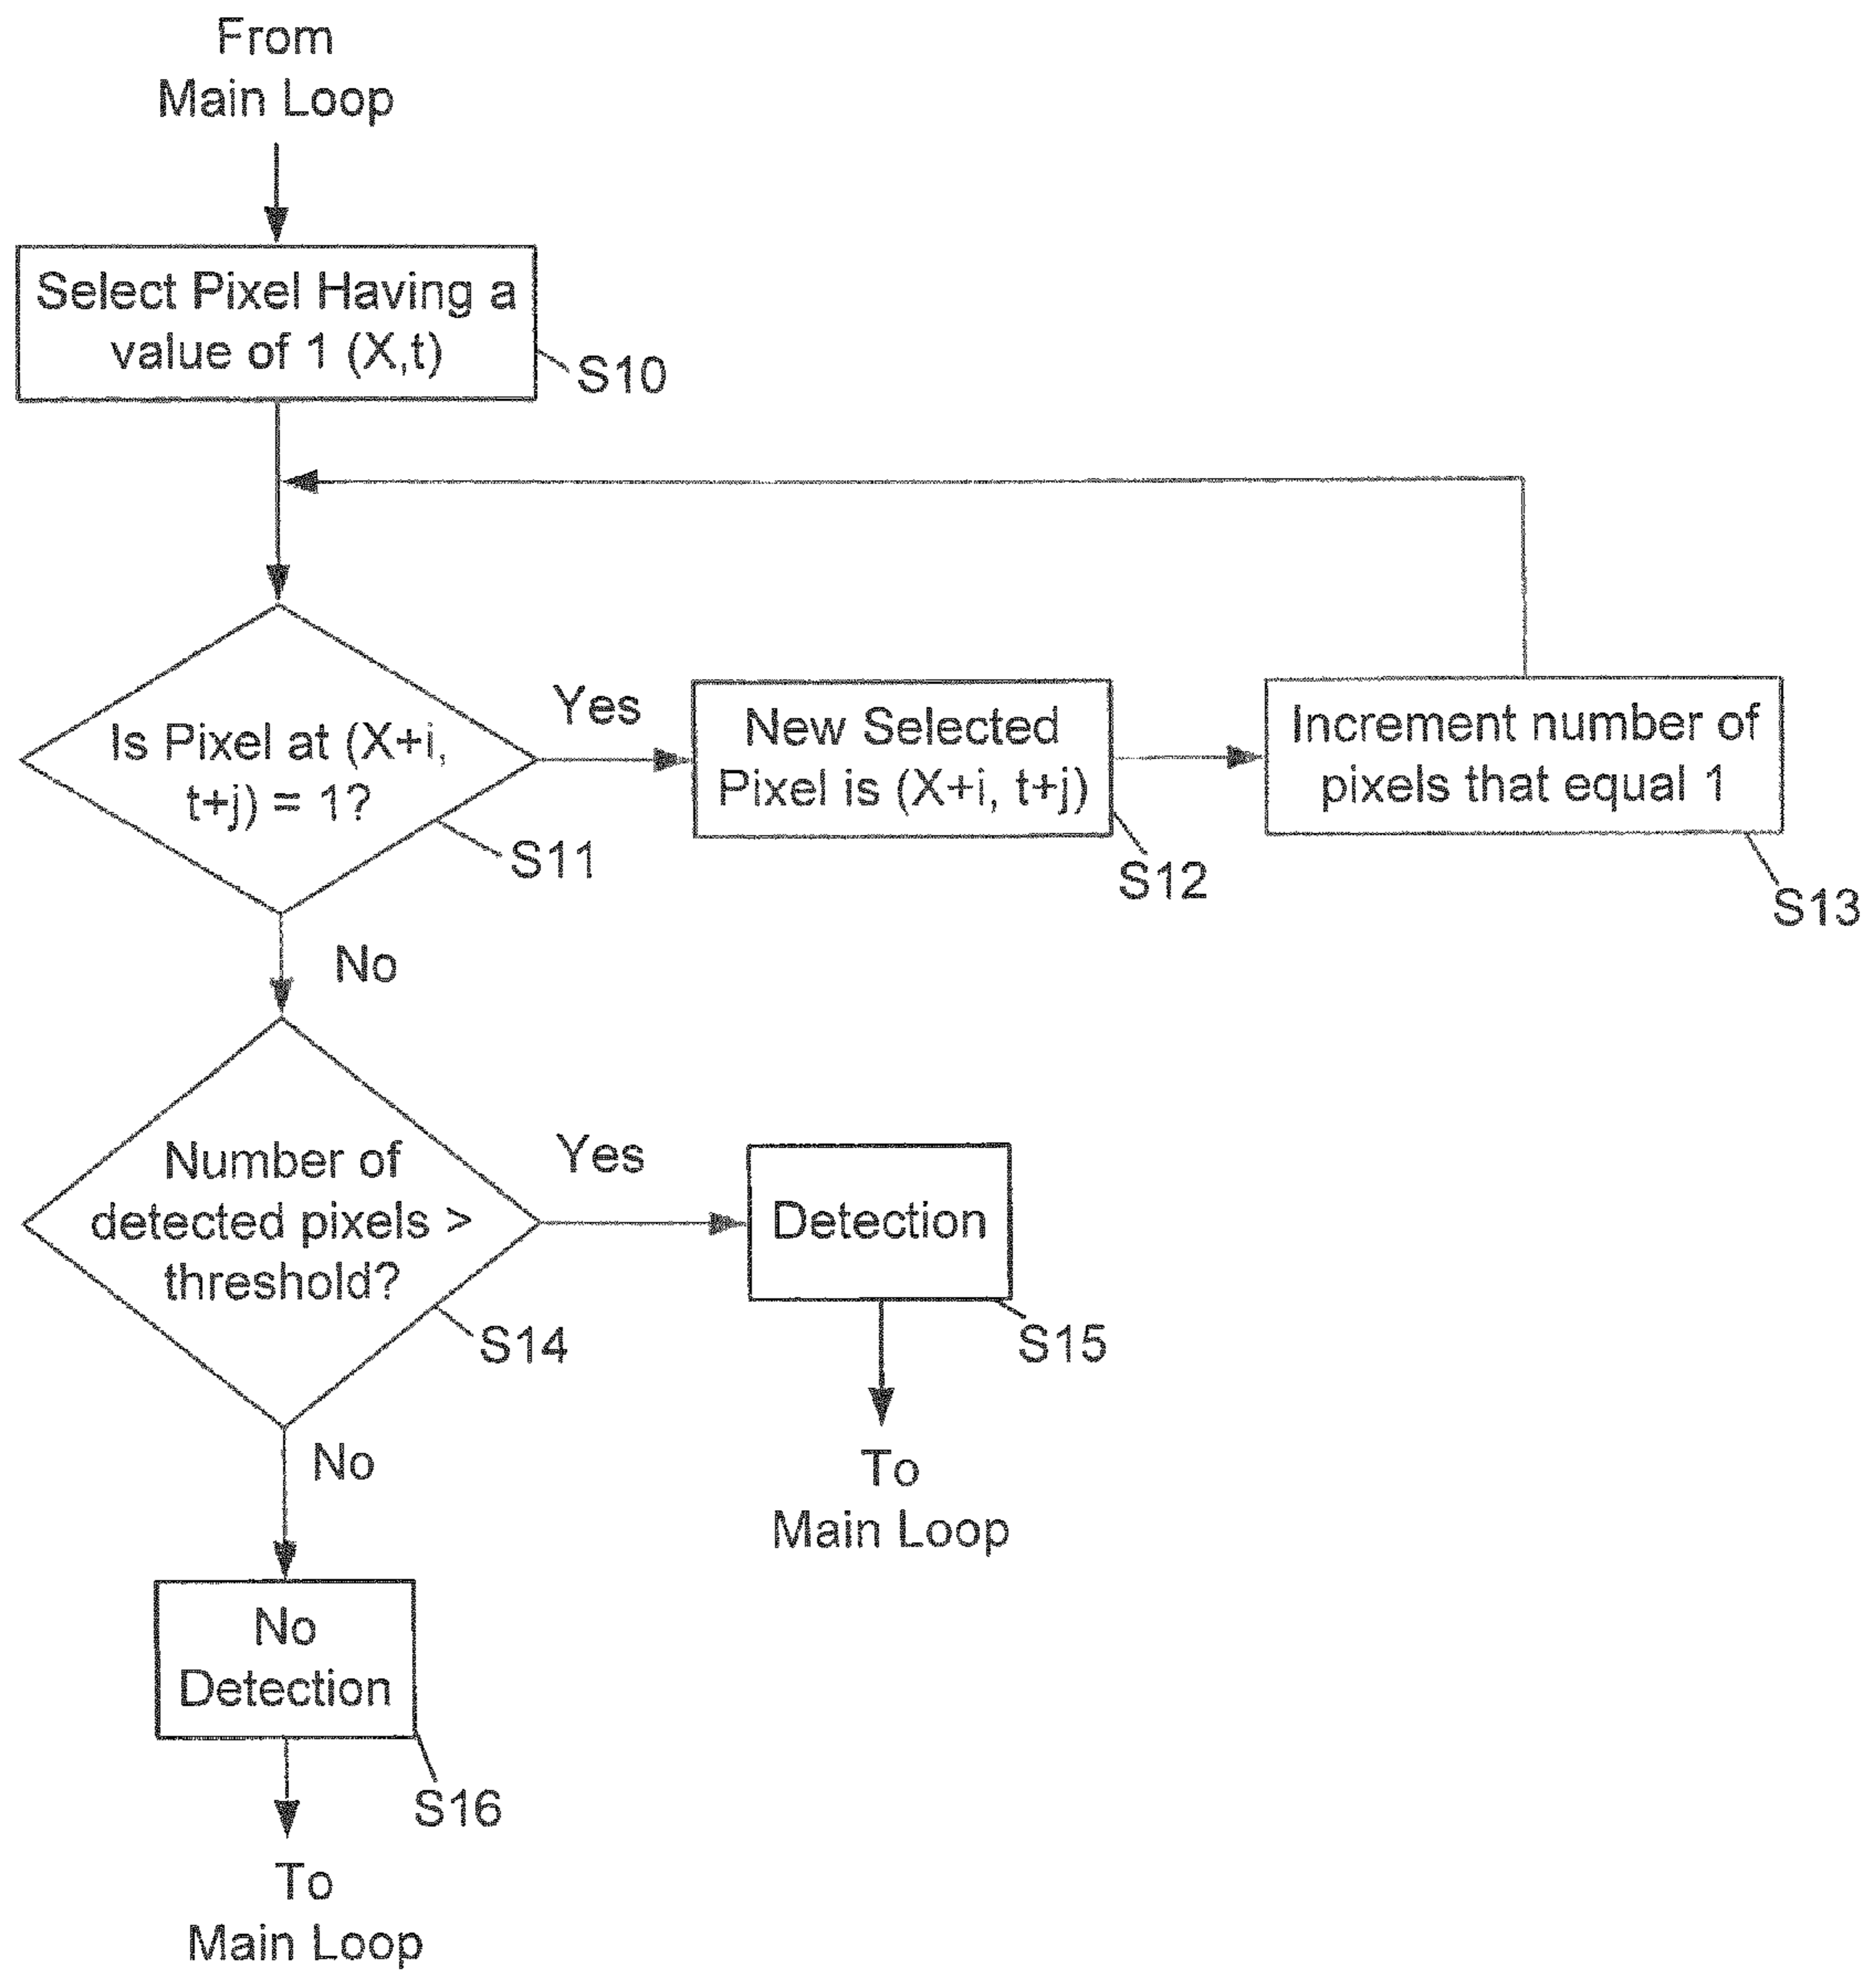 From
Main Loop
Select Pixel Having a
value of 1 (X,t)
S10
Is Pixel at (X+i,
t+j) = 1?
S11
Yes
New Selected
Pixel is (X+i, t+j)
S12
Increment number of
pixels that equal 1
S13
No
Number of
detected pixels >
threshold?
S14
Yes
Detection
S15
To
Main Loop
No
No
Detection
S16
To
Main Loop